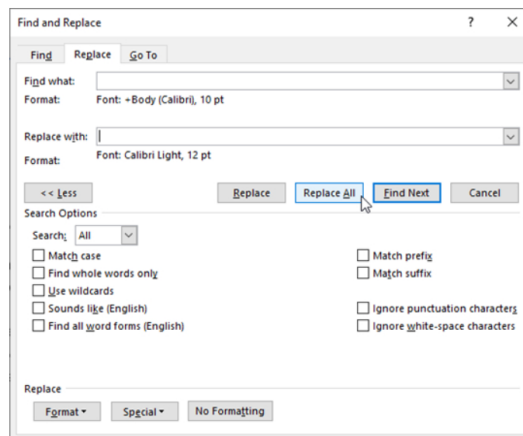 Find and Replace ? ×
Find Replace Go To
Find what:
Format: Font: +Body (Calibri), 10 pt
Replace with:
Format: Font: Calibri Light, 12 pt
<< Less Replace Replace All Find Next Cancel
Search Options
Search: All
Match case Match prefix
Find whole words only Match suffix
Use wildcards
Sounds like (English) Ignore punctuation characters
Find all word forms (English) Ignore white-space characters
Replace
Format Special No Formatting